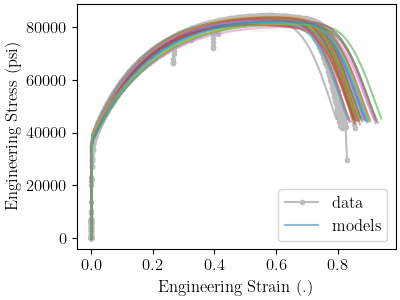 80000
60000
40000
20000
0
Engineering Stress (psi)
data
models
0.0 0.2 0.4 0.6 0.8
Engineering Strain (.)